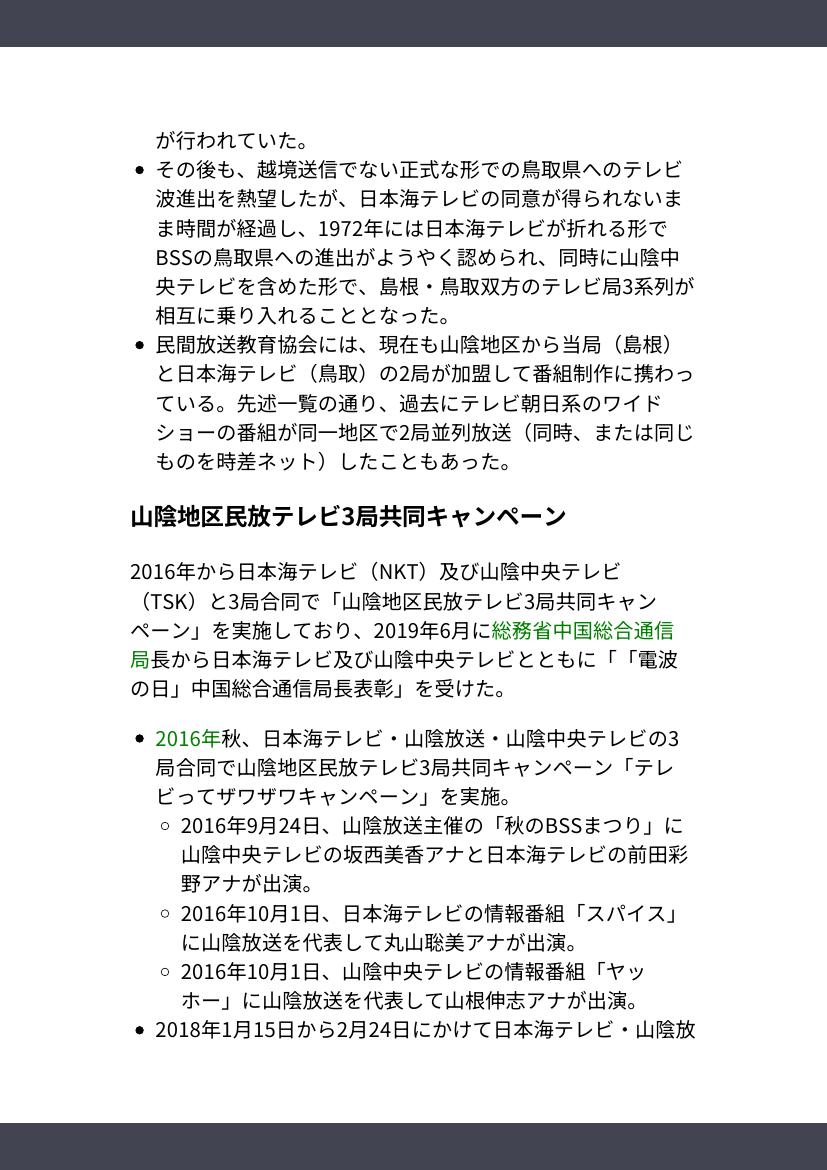 が行われていた。
その後も、越境送信でない正式な形での鳥取県へのテレビ
波進出を熱望したが、日本海テレビの同意が得られないま
ま時間が経過し、1972年には日本海テレビが折れる形で
BSSの鳥取県への進出がようやく認められ、同時に山陰中
央テレビを含めた形で、島根・鳥取双方のテレビ局3系列が
相互に乗り入れることとなった。
民間放送教育協会には、現在も山陰地区から当局（島根）
と日本海テレビ（鳥取）の2局が加盟して番組制作に携わっ
ている。先述一覧の通り、過去にテレビ朝日系のワイド
ショーの番組が同一地区で2局並列放送（同時、または同じ
ものを時差ネット）したこともあった。
山陰地区民放テレビ3局共同キャンペーン
2016年から日本海テレビ（NKT）及び山陰中央テレビ
（TSK）と3局合同で「山陰地区民放テレビ3局共同キャン
ペーン」を実施しており、2019年6月に総務省中国総合通信
局長から日本海テレビ及び山陰中央テレビとともに「「電波
の日」中国総合通信局長表彰」を受けた。
2016年秋、日本海テレビ・山陰放送・山陰中央テレビの3
局合同で山陰地区民放テレビ3局共同キャンペーン「テレ
ビってザワザワキャンペーン」を実施。
2016年9月24日、山陰放送主催の「秋のBSSまつり」に
山陰中央テレビの坂西美香アナと日本海テレビの前田彩
野アナが出演。
2016年10月1日、日本海テレビの情報番組「スパイス」
に山陰放送を代表して丸山聡美アナが出演。
2016年10月1日、山陰中央テレビの情報番組「ヤッ
ホー」に山陰放送を代表して山根伸志アナが出演。
2018年1月15日から2月24日にかけて日本海テレビ・山陰放